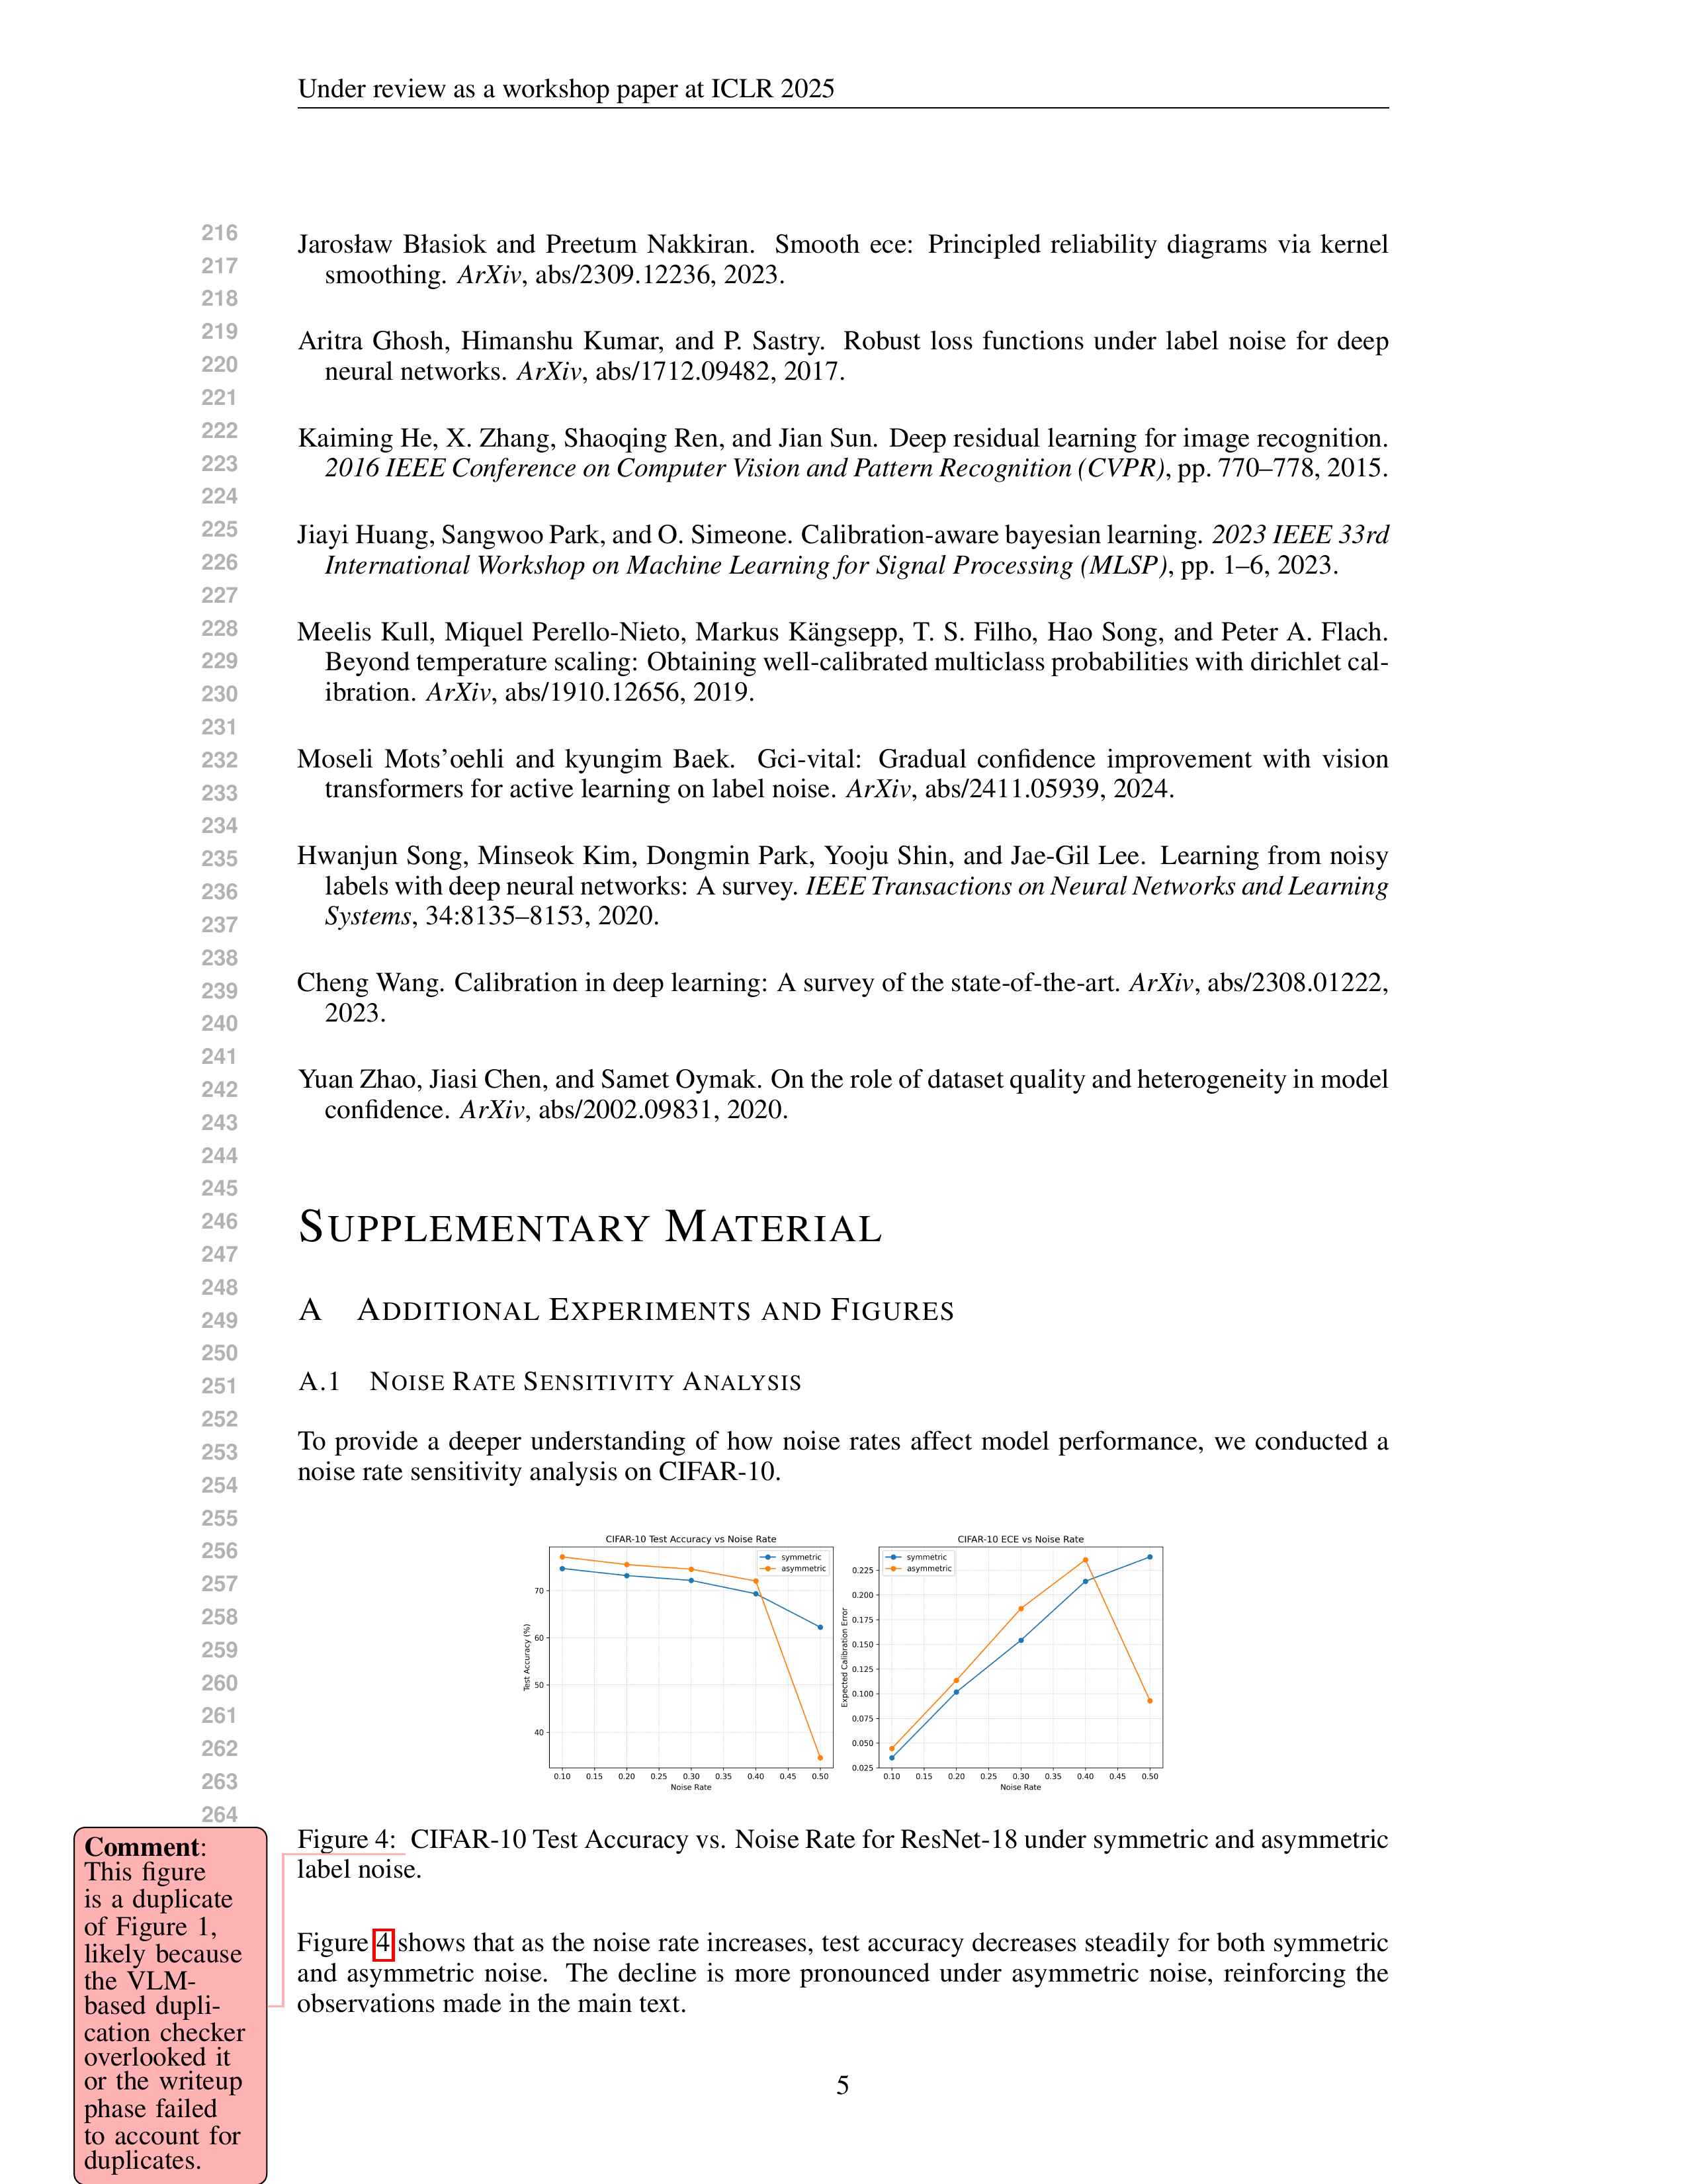 Under review as a workshop paper at ICLR 2025
216
217
218
219
220
221
222
223
224
225
226
227
228
229
230
231
232
233
234
235
236
237
238
239
240
241
242
243
244
245
246
247
248
249
250
251
252
253
254
255
256
257
258
259
260
261
262
263
264
Jarosław Błasiok and Preetum Nakkiran. Smooth ece: Principled reliability diagrams via kernel
smoothing. ArXiv, abs/2309.12236, 2023.
Aritra Ghosh, Himanshu Kumar, and P. Sastry. Robust loss functions under label noise for deep
neural networks. ArXiv, abs/1712.09482, 2017.
Kaiming He, X. Zhang, Shaoqing Ren, and Jian Sun. Deep residual learning for image recognition.
2016 IEEE Conference on Computer Vision and Pattern Recognition (CVPR), pp. 770–778, 2015.
Jiayi Huang, Sangwoo Park, and O. Simeone. Calibration-aware bayesian learning. 2023 IEEE 33rd
International Workshop on Machine Learning for Signal Processing (MLSP), pp. 1–6, 2023.
Meelis Kull, Miquel Perello-Nieto, Markus Kängsepp, T. S. Filho, Hao Song, and Peter A. Flach.
Beyond temperature scaling: Obtaining well-calibrated multiclass probabilities with dirichlet cal-
ibration. ArXiv, abs/1910.12656, 2019.
Moseli Mots'oehli and kyungim Baek. Gci-vital: Gradual confidence improvement with vision
transformers for active learning on label noise. ArXiv, abs/2411.05939, 2024.
Hwanjun Song, Minseok Kim, Dongmin Park, Yooju Shin, and Jae-Gil Lee. Learning from noisy
labels with deep neural networks: A survey. IEEE Transactions on Neural Networks and Learning
Systems, 34:8135–8153, 2020.
Cheng Wang. Calibration in deep learning: A survey of the state-of-the-art. ArXiv, abs/2308.01222,
2023.
Yuan Zhao, Jiasi Chen, and Samet Oymak. On the role of dataset quality and heterogeneity in model
confidence. ArXiv, abs/2002.09831, 2020.
SUPPLEMENTARY MATERIAL
A ADDITIONAL EXPERIMENTS AND FIGURES
A.1 NOISE RATE SENSITIVITY ANALYSIS
To provide a deeper understanding of how noise rates affect model performance, we conducted a
noise rate sensitivity analysis on CIFAR-10.
CIFAR-10 Test Accuracy vs Noise Rate
symmetric
asymmetric
Test Accuracy (%)
70
60
50
40
0.10 0.15 0.20 0.25 0.30 0.35 0.40 0.45 0.50
Noise Rate
CIFAR-10 ECE vs Noise Rate
symmetric
asymmetric
Expected Calibration Error
0.225
0.200
0.175
0.150
0.125
0.100
0.075
0.050
0.025
0.10 0.15 0.20 0.25 0.30 0.35 0.40 0.45 0.50
Noise Rate
Figure 4: CIFAR-10 Test Accuracy vs. Noise Rate for ResNet-18 under symmetric and asymmetric
label noise.
Comment:
This figure
is a duplicate
of Figure 1,
likely because
the VLM-
based dupli-
cation checker
overlooked it
or the writeup
phase failed
to account for
duplicates.
Figure 4 shows that as the noise rate increases, test accuracy decreases steadily for both symmetric
and asymmetric noise. The decline is more pronounced under asymmetric noise, reinforcing the
observations made in the main text.
5